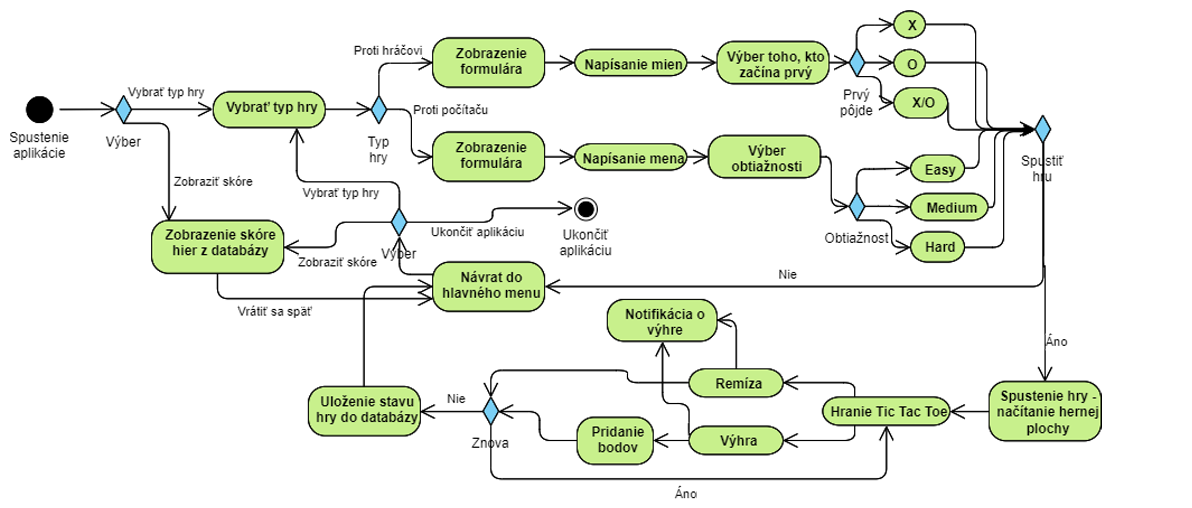 Spustenie
aplikácie
Výber
Vybrať typ hry
Zobraziť skóre
Vybrať typ hry
Typ
hry
Proti hráčovi
Proti počítaču
Zobrazenie
formulára
Napísanie mien
Výber toho, kto
začína prvý
Prvý
pôjde
X
O
X/O
Zobrazenie
formulára
Napísanie mena
Výber
obtiažnosti
Obtiažnosť
Easy
Medium
Hard
Spustiť
hru
Zobrazenie skóre
hier z databázy
Vybrať typ hry
Výber
Zobraziť skóre
Ukončiť aplikáciu
Ukončiť
aplikáciu
Vrátiť sa späť
Návrat do
hlavného menu
Nie
Áno
Spustenie hry -
načítanie hernej
plochy
Hranie Tic Tac Toe
Remíza
Výhra
Notifikácia o
výhre
Pridanie
bodov
Znova
Nie
Áno
Uloženie stavu
hry do databázy